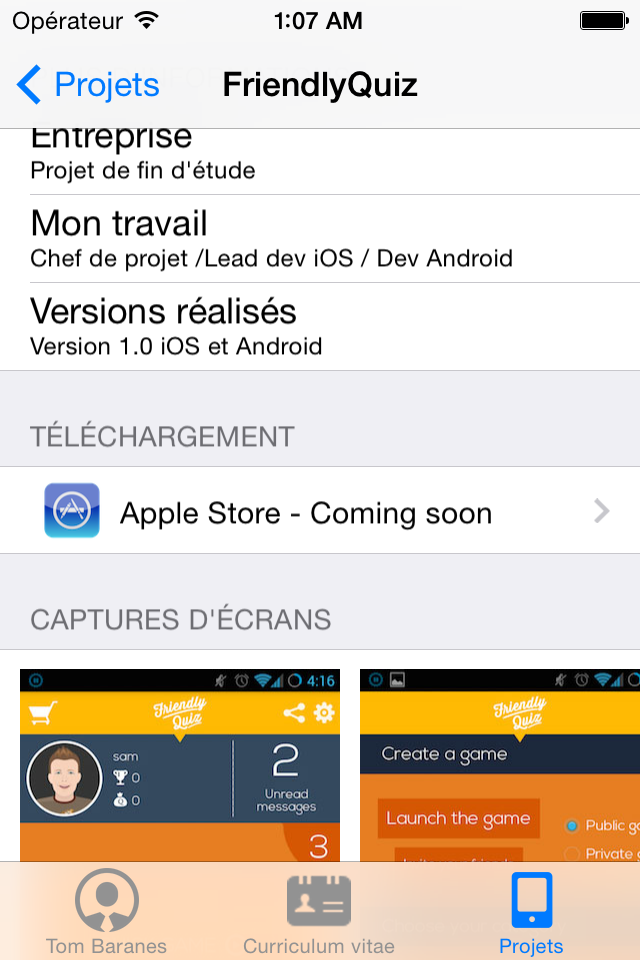 Opérateur 1:07 AM
Projets FriendlyQuiz
Entreprise
Projet de fin d'étude
Mon travail
Chef de projet /Lead dev iOS / Dev Android
Versions réalisés
Version 1.0 iOS et Android
TÉLÉCHARGEMENT
Apple Store - Coming soon
CAPTURES D'ÉCRANS
4:16
Friendly
Quiz
sam
0
0
2
Unread
messages
3
Friendly
Quiz
Create a game
Launch the game
Public
Private
Tom Baranes
Curriculum vitae
Projets